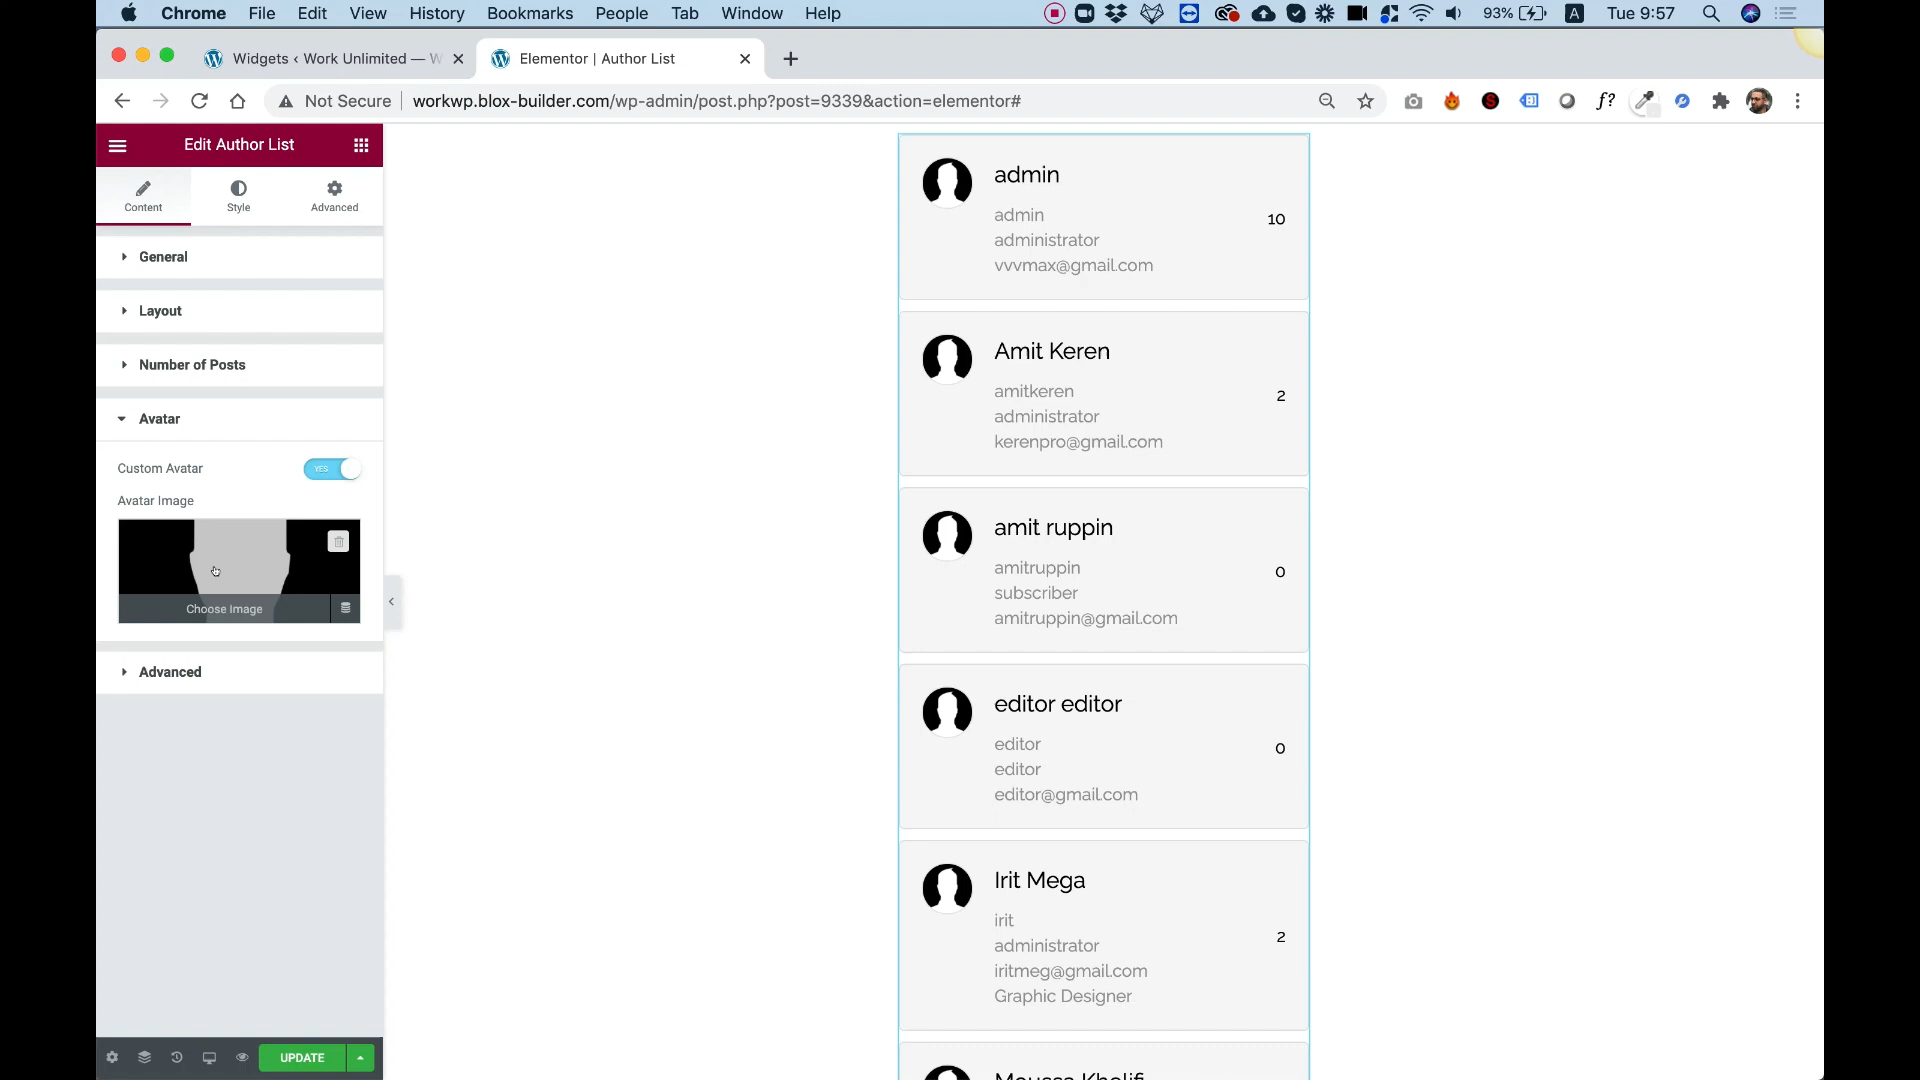 Chrome File Edit View History Bookmarks People Tab Window Help 93% A Tue 9:57
Widgets ‹ Work Unlimited — W Elementor | Author List
Not Secure workwp.blox-builder.com/wp-admin/post.php?post=9339&action=elementor# S f?
Edit Author List
Content Style Advanced
General
Layout
Number of Posts
Avatar
Custom Avatar YES
Avatar Image
Choose Image
Advanced
UPDATE
admin
admin
10
administrator
vvvmax@gmail.com
Amit Keren
amitkeren
2
administrator
kerenpro@gmail.com
amit ruppin
amitruppin
0
subscriber
amitruppin@gmail.com
editor editor
editor
0
editor
editor@gmail.com
Irit Mega
irit
2
administrator
iritmeg@gmail.com
Graphic Designer